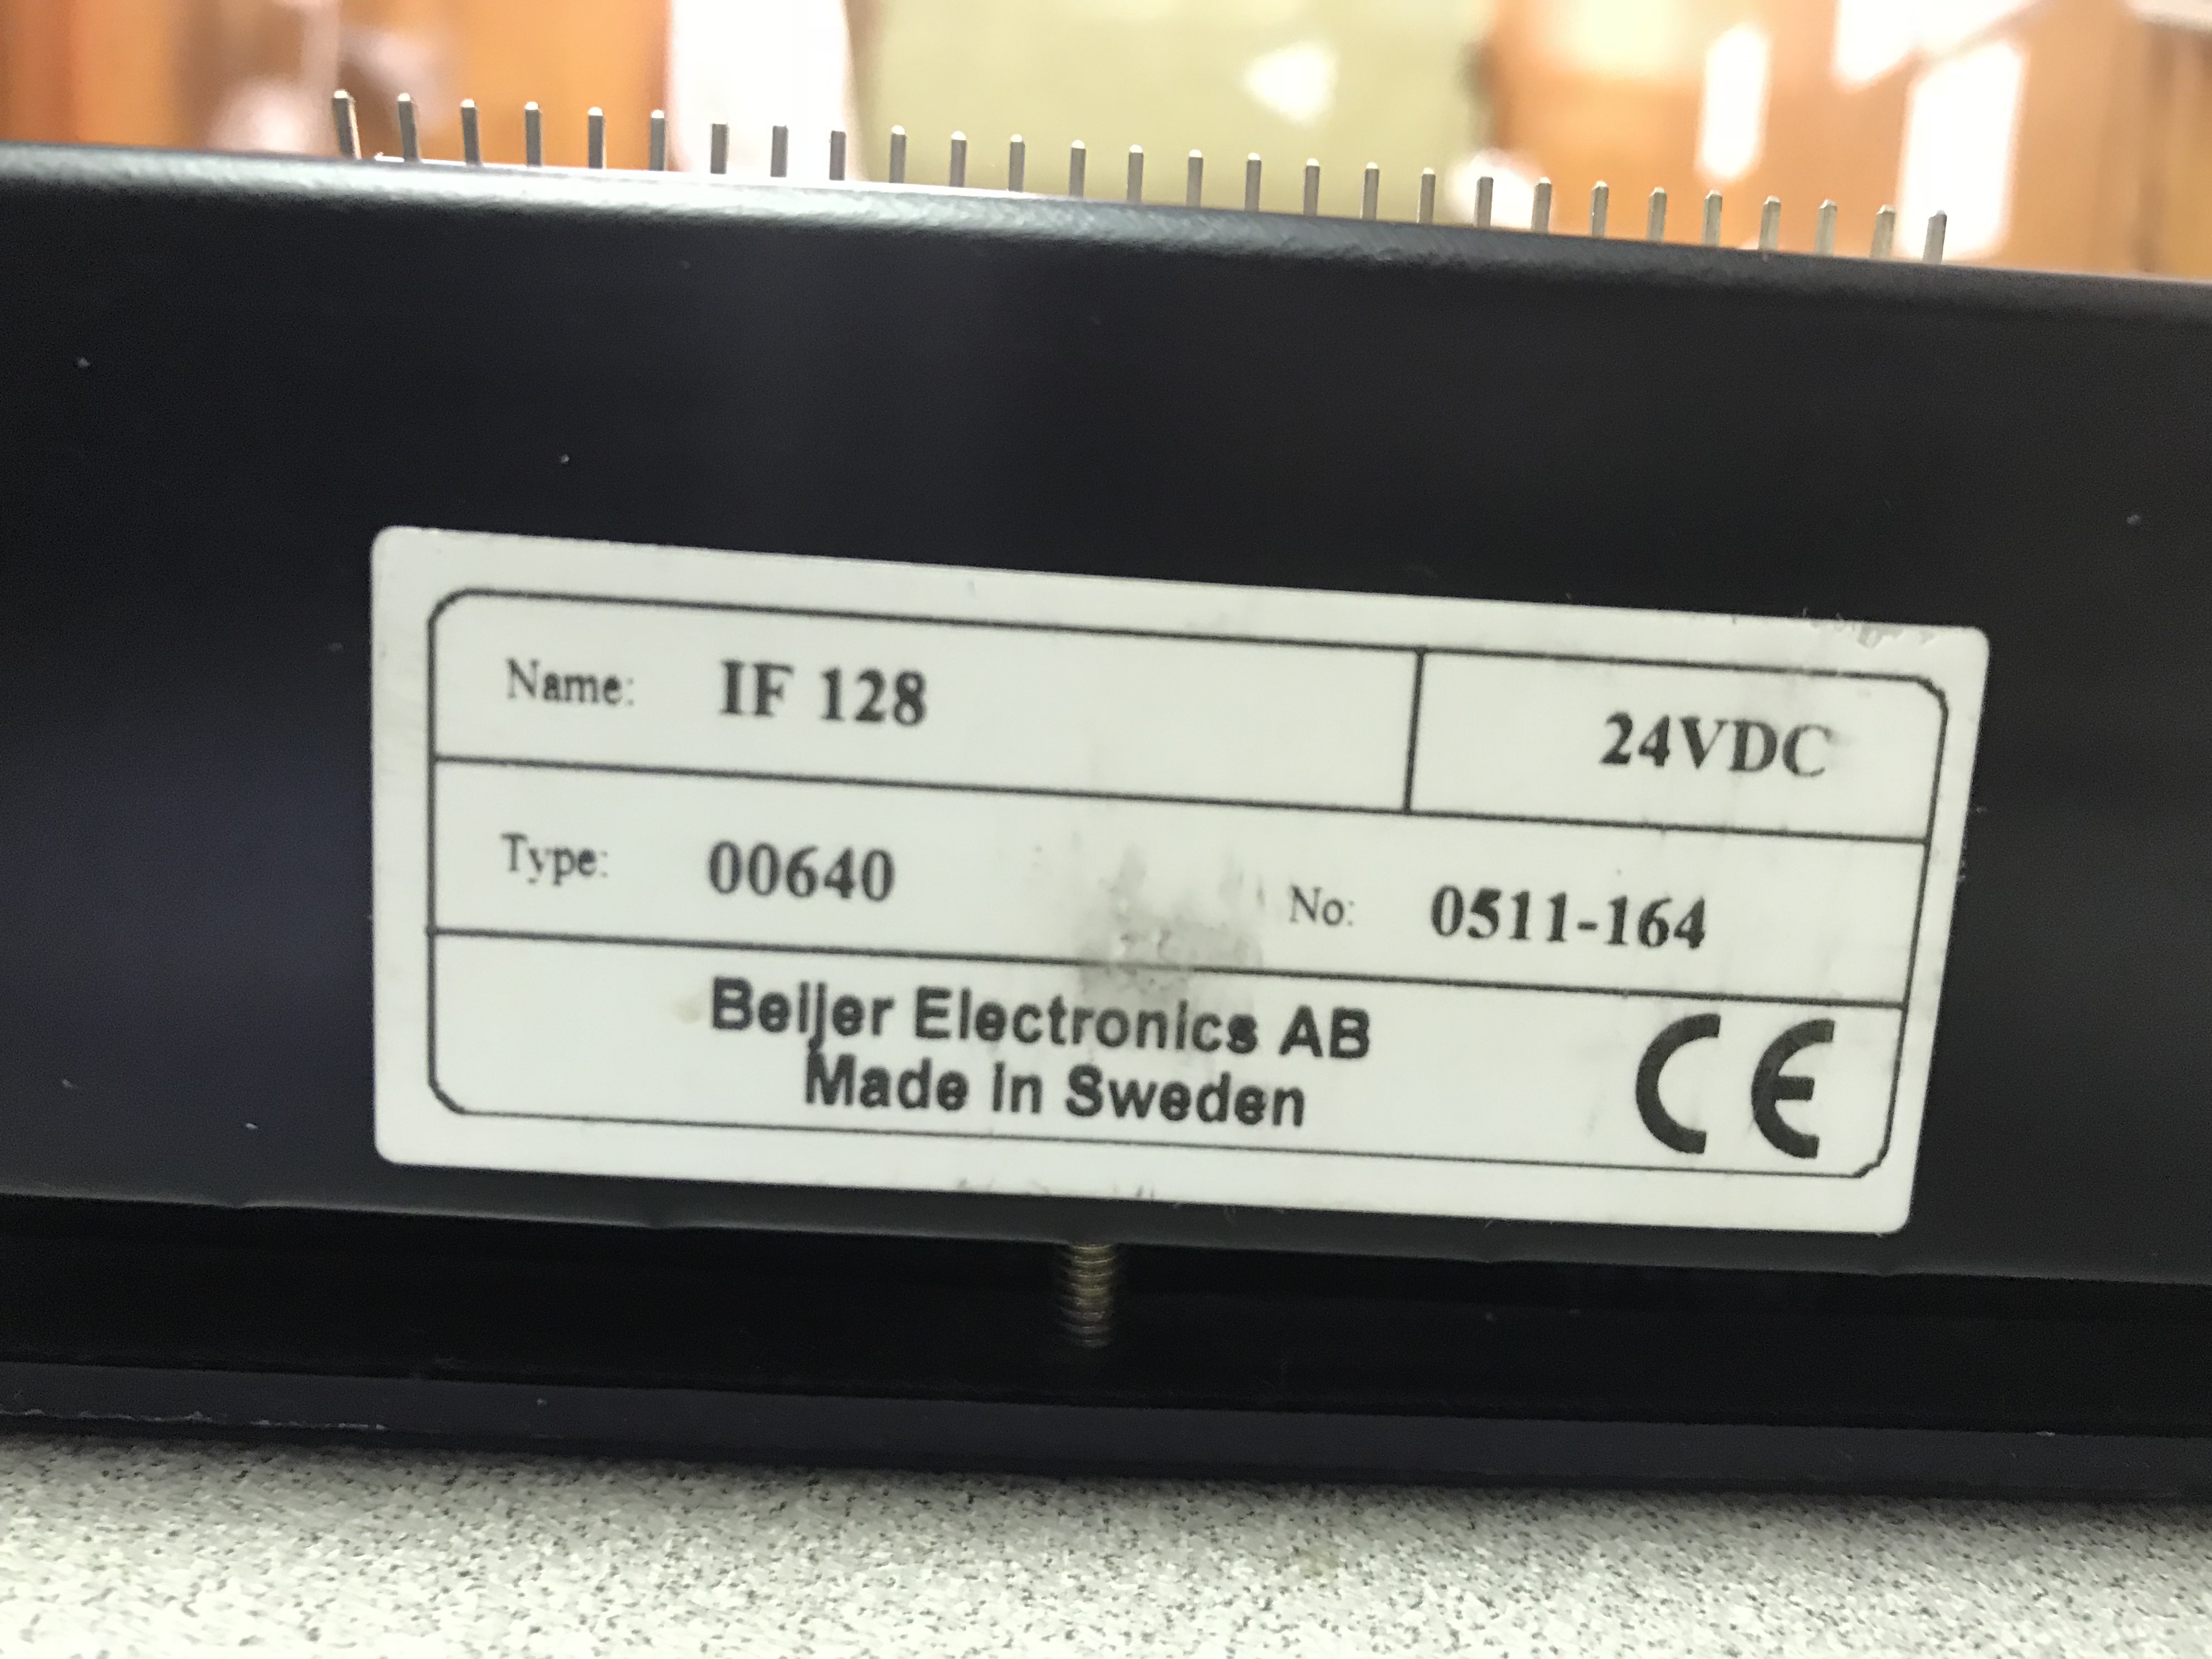 Name: IF 128 24VDC
Type: 00640 No: 0511-164
Beijer Electronics AB
Made in Sweden
CE